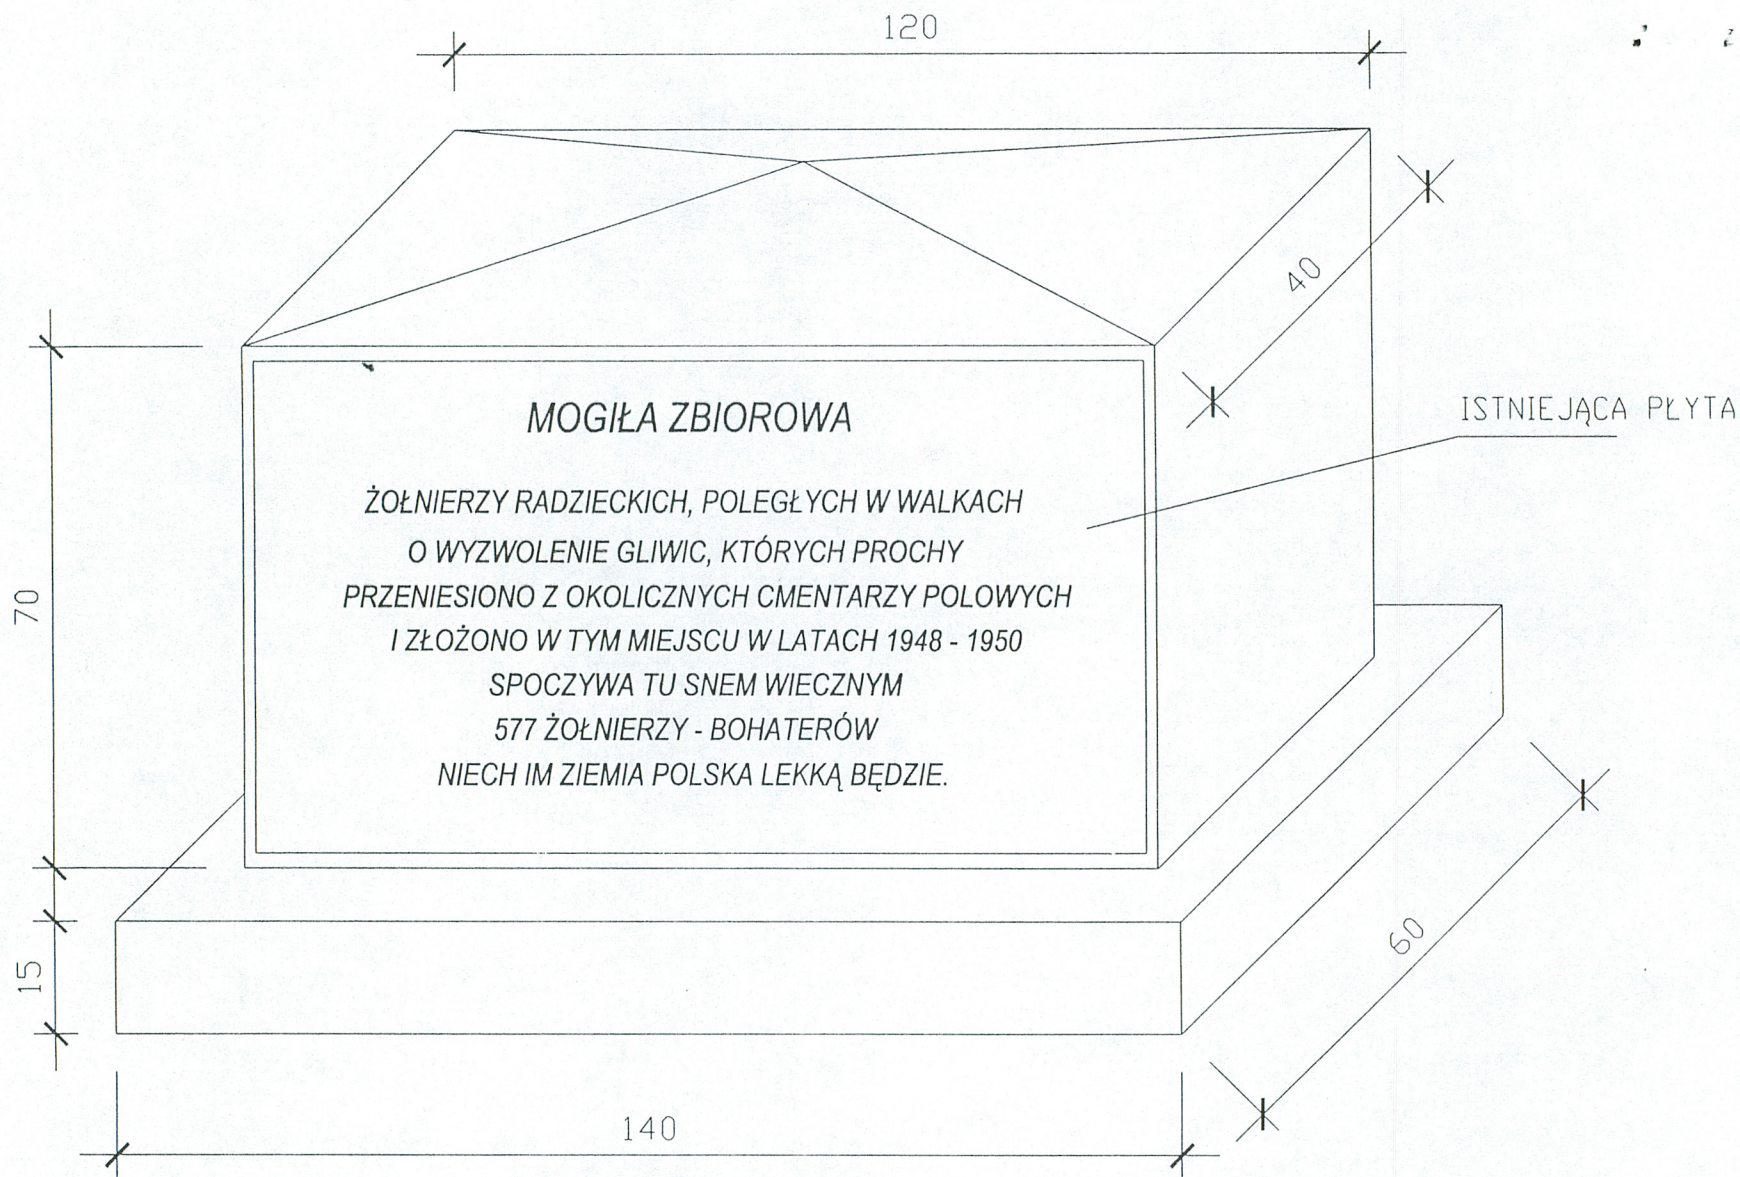 120
40
ISTNIEJĄCA PŁYTA
MOGIŁA ZBIOROWA
ŻOŁNIERZY RADZIECKICH, POLEGŁYCH W WALKACH
O WYZWOLENIE GLIWIC, KTÓRYCH PROCHY
PRZENIESIONO Z OKOLICZNYCH CMENTARZY POLOWYCH
I ZŁOŻONO W TYM MIEJSCU W LATACH 1948 - 1950
SPOCZYWA TU SNEM WIECZNYM
577 ŻOŁNIERZY - BOHATERÓW
NIECH IM ZIEMIA POLSKA LEKKĄ BĘDZIE.
70
15
60
140